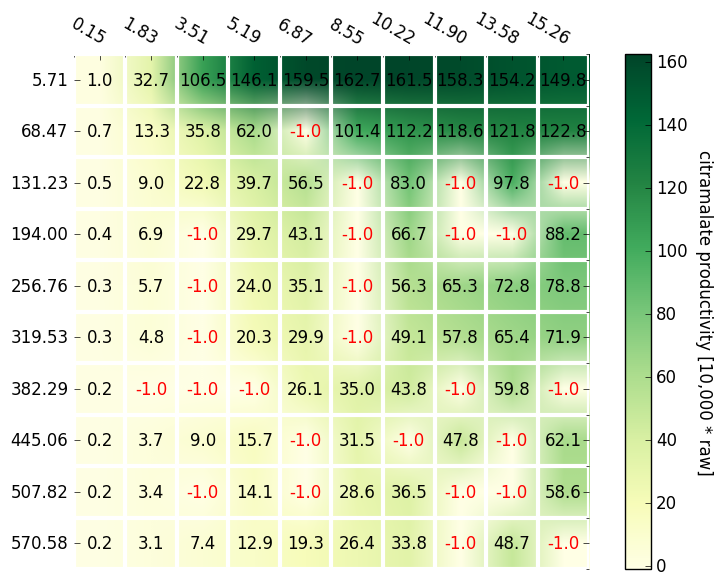 0.15 1.83 3.51 5.19 6.87 8.55 10.22 11.90 13.58 15.26
5.71 1.0 32.7 106.5 146.1 159.5 162.7 161.5 158.3 154.2 149.8
68.47 0.7 13.3 35.8 62.0 -1.0 101.4 112.2 118.6 121.8 122.8
131.23 0.5 9.0 22.8 39.7 56.5 -1.0 83.0 -1.0 97.8 -1.0
194.00 0.4 6.9 -1.0 29.7 43.1 -1.0 66.7 -1.0 -1.0 88.2
256.76 0.3 5.7 -1.0 24.0 35.1 -1.0 56.3 65.3 72.8 78.8
319.53 0.3 4.8 -1.0 20.3 29.9 -1.0 49.1 57.8 65.4 71.9
382.29 0.2 -1.0 -1.0 -1.0 26.1 35.0 43.8 -1.0 59.8 -1.0
445.06 0.2 3.7 9.0 15.7 -1.0 31.5 -1.0 47.8 -1.0 62.1
507.82 0.2 3.4 -1.0 14.1 -1.0 28.6 36.5 -1.0 -1.0 58.6
570.58 0.2 3.1 7.4 12.9 19.3 26.4 33.8 -1.0 48.7 -1.0
160
140
120
100
80
60
40
20
0
citramalate productivity [10,000 * raw]